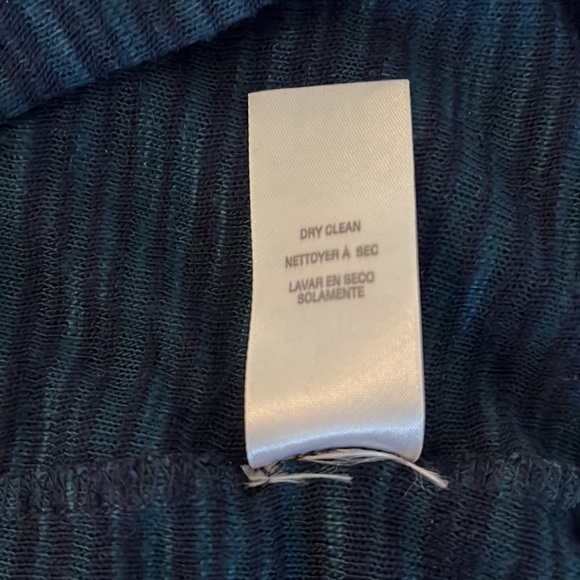 DRY CLEAN
NETTOYER À SEC
LAVAR EN SECO
SOLAMENTE